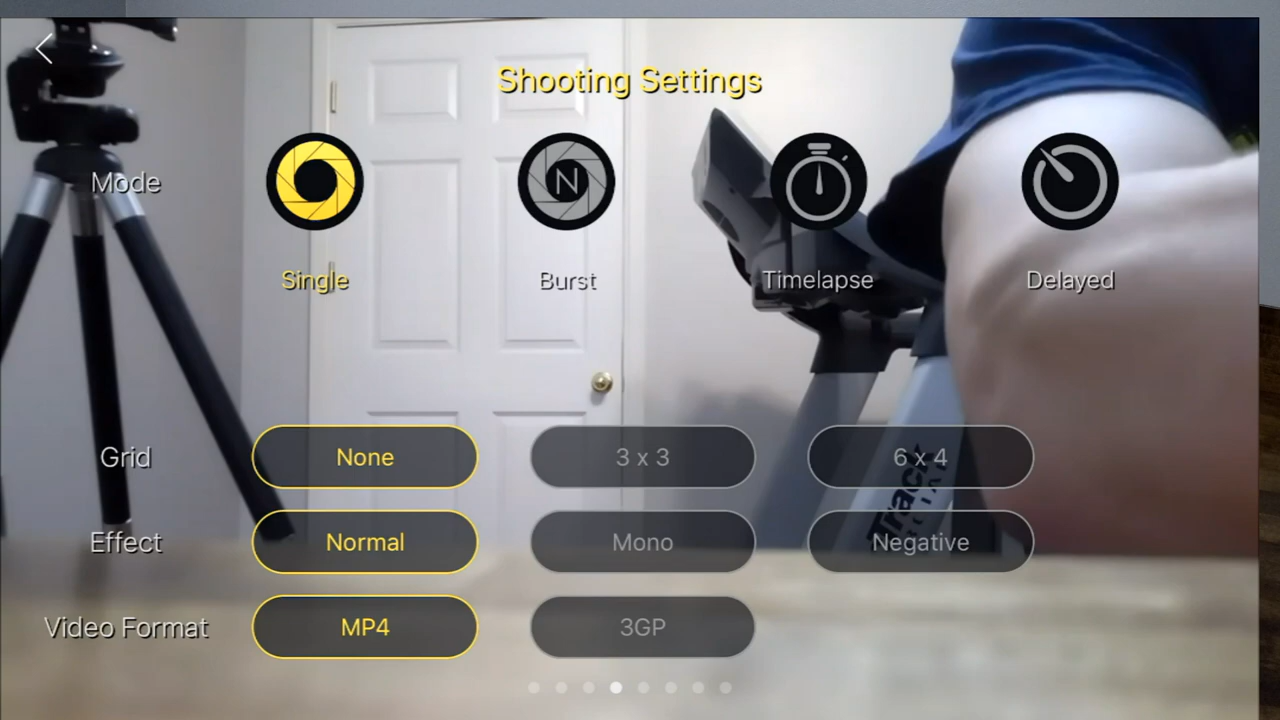 Shooting Settings
Mode
N
Single
Burst
Timelapse
Delayed
Grid
None
3 x 3
6 x 4
Effect
Normal
Mono
Negative
Video Format
MP4
3GP
Track